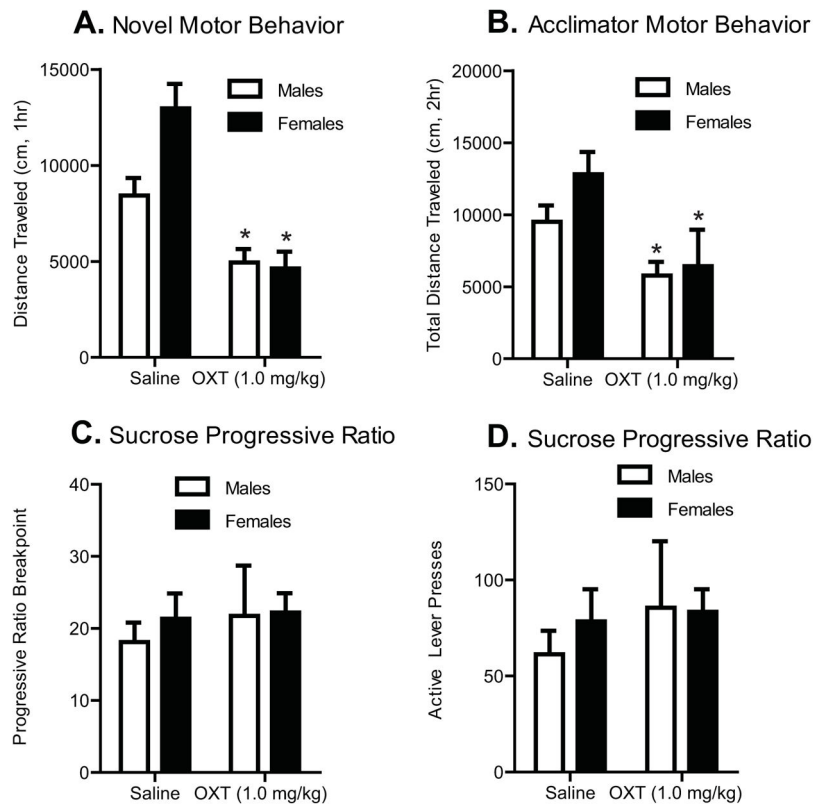 A. Novel Motor Behavior
Distance Traveled (cm, 1hr)
15000
10000
5000
0
Males
Females
*
*
Saline
OXT (1.0 mg/kg)
B. Acclimator Motor Behavior
Total Distance Traveled (cm, 2hr)
20000
15000
10000
5000
0
Males
Females
*
*
Saline
OXT (1.0 mg/kg)
C. Sucrose Progressive Ratio
Progressive Ratio Breakpoint
40
30
20
10
0
Males
Females
Saline
OXT (1.0 mg/kg)
D. Sucrose Progressive Ratio
Active Lever Presses
150
100
50
0
Males
Females
Saline
OXT (1.0 mg/kg)